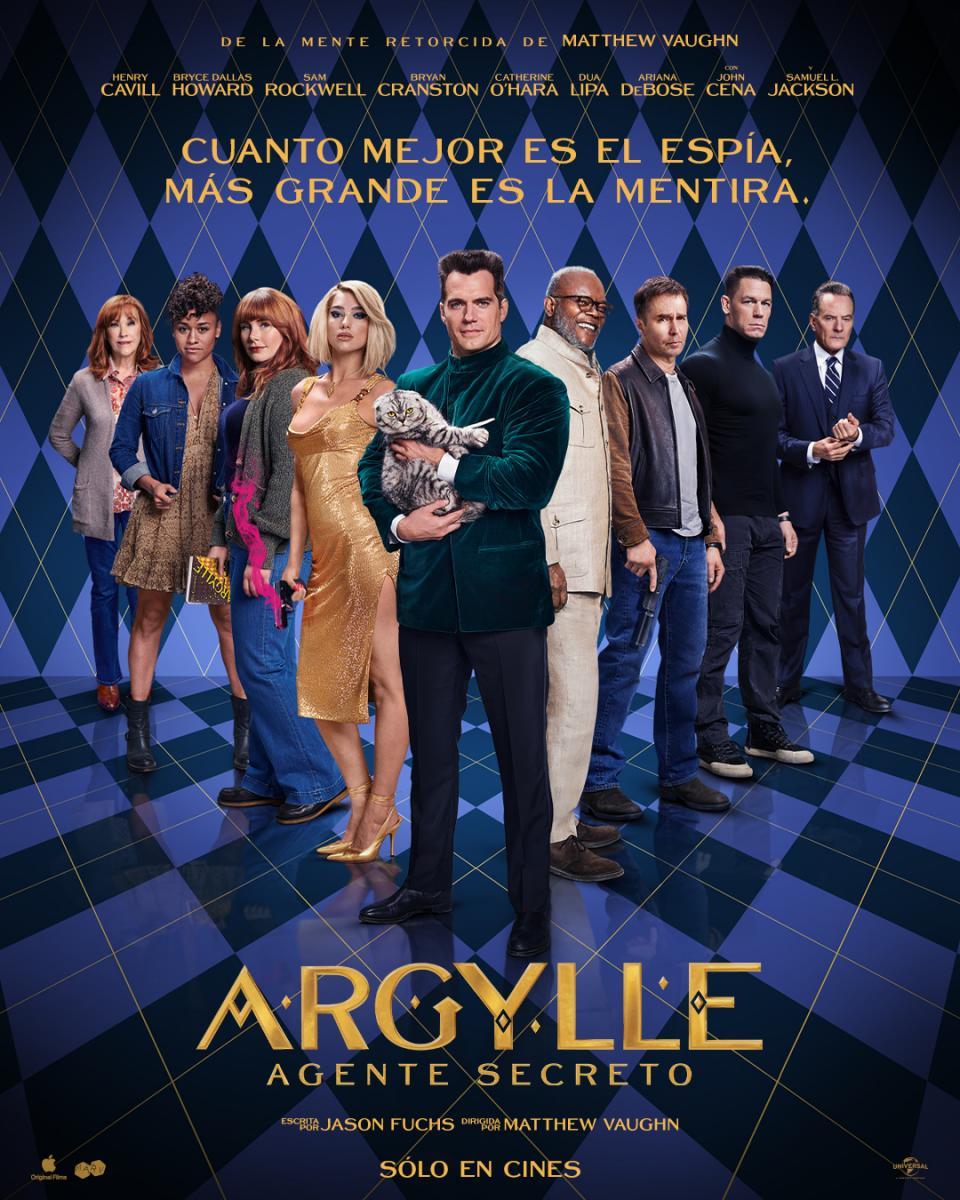 DE LA MENTE RETORCIDA DE MATTHEW VAUGHN
HENRY CAVILL BRYCE DALLAS HOWARD SAM ROCKWELL BRYAN CRANSTON CATHERINE O'HARA DUA LIPA ARIANA DeBOSE CON JOHN CENA Y SAMUEL L. JACKSON
CUANTO MEJOR ES EL ESPÍA,
MÁS GRANDE ES LA MENTIRA.
ARGYLLE
ARGYLLE
AGENTE SECRETO
ESCRITA POR JASON FUCHS DIRIGIDA POR MATTHEW VAUGHN
SÓLO EN CINES
Original Films
MARV
UNIVERSAL